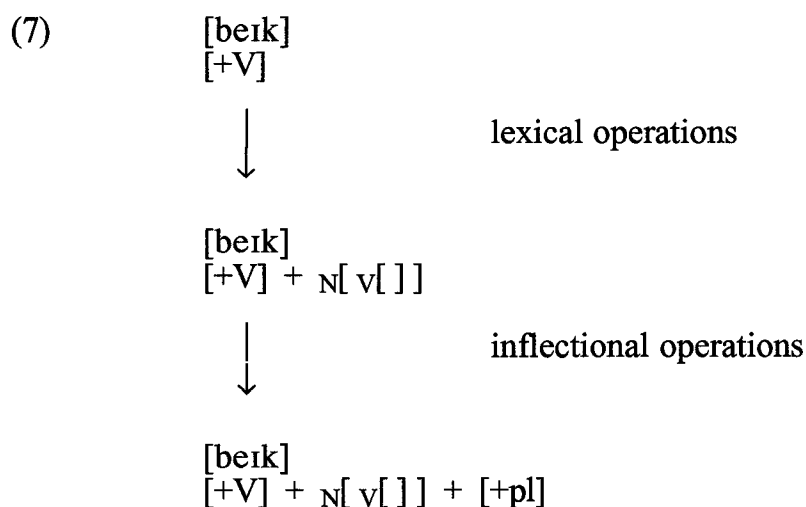 (7) [beɪk]
[+V]
lexical operations
[beɪk]
[+V] + N[ V[ ] ]
inflectional operations
[beɪk]
[+V] + N[ V[ ] ] + [+pl]